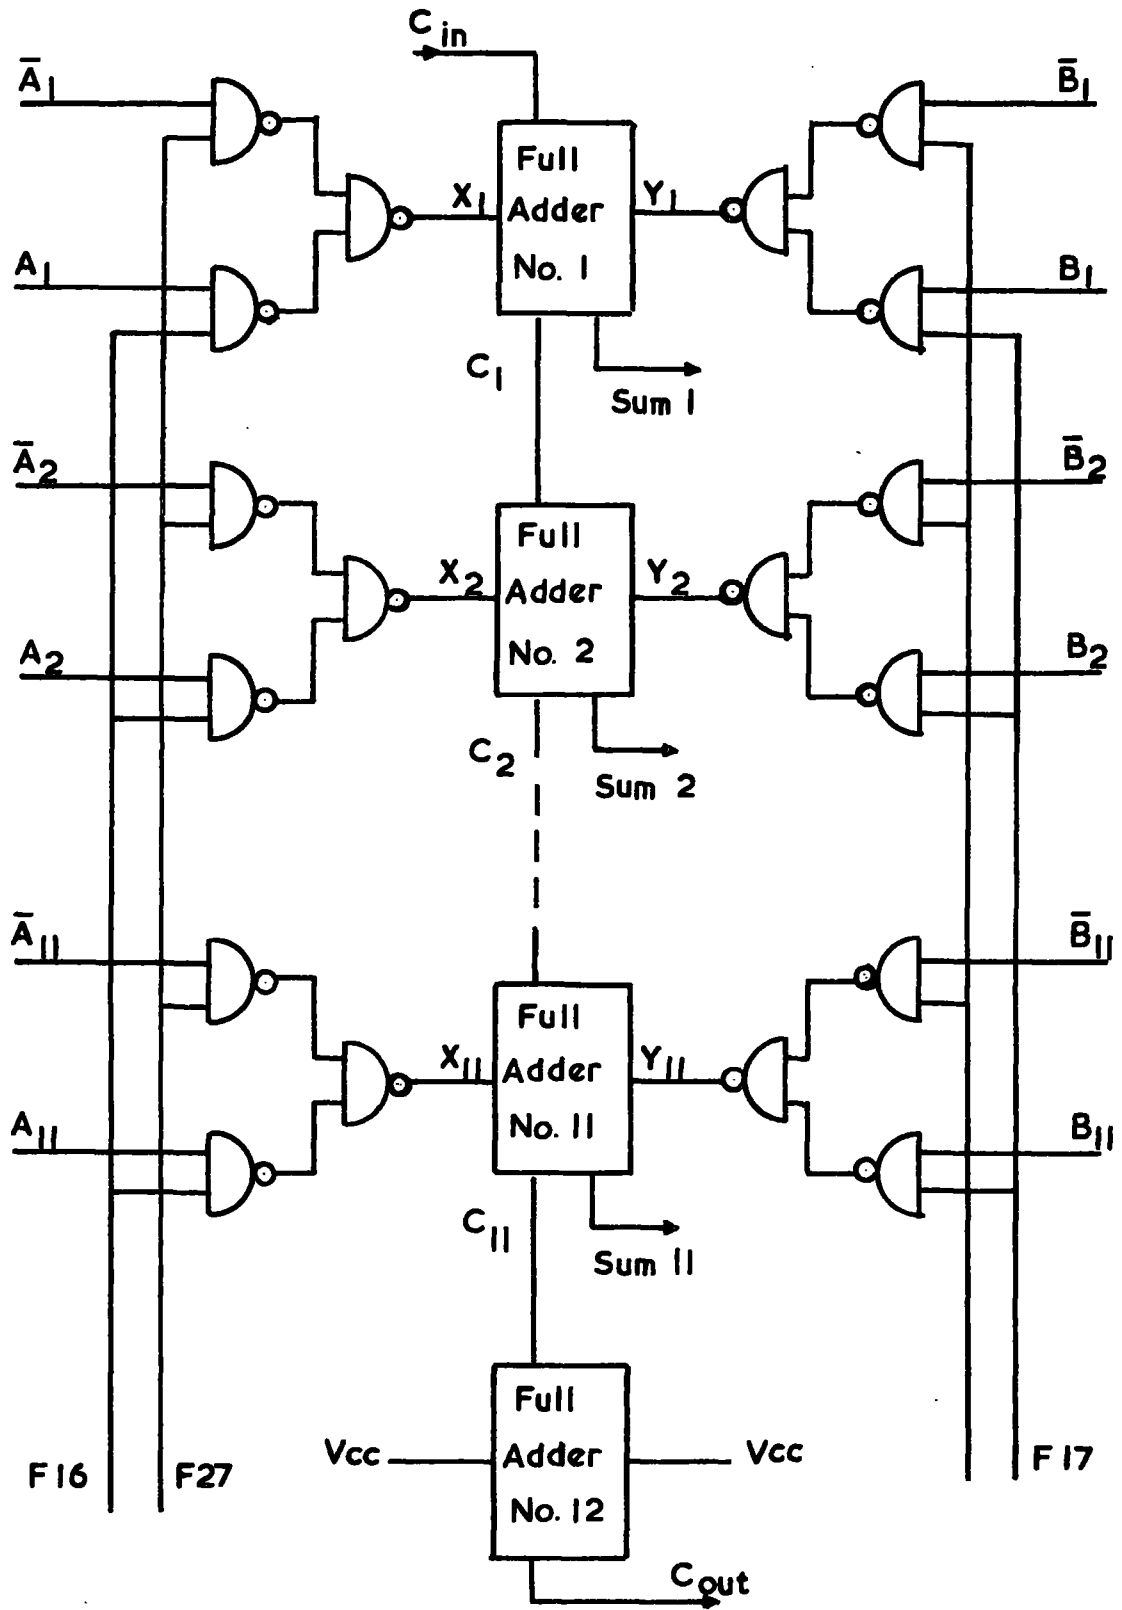 C in
Ā1
B̄1
Full
Adder
No. 1
X1
Y1
A1
B1
C1
Sum 1
Ā2
B̄2
Full
Adder
No. 2
X2
Y2
A2
B2
C2
Sum 2
Ā11
B̄11
Full
Adder
No. 11
X11
Y11
A11
B11
C11
Sum 11
Full
Adder
No. 12
Vcc
Vcc
F16
F27
F17
C out